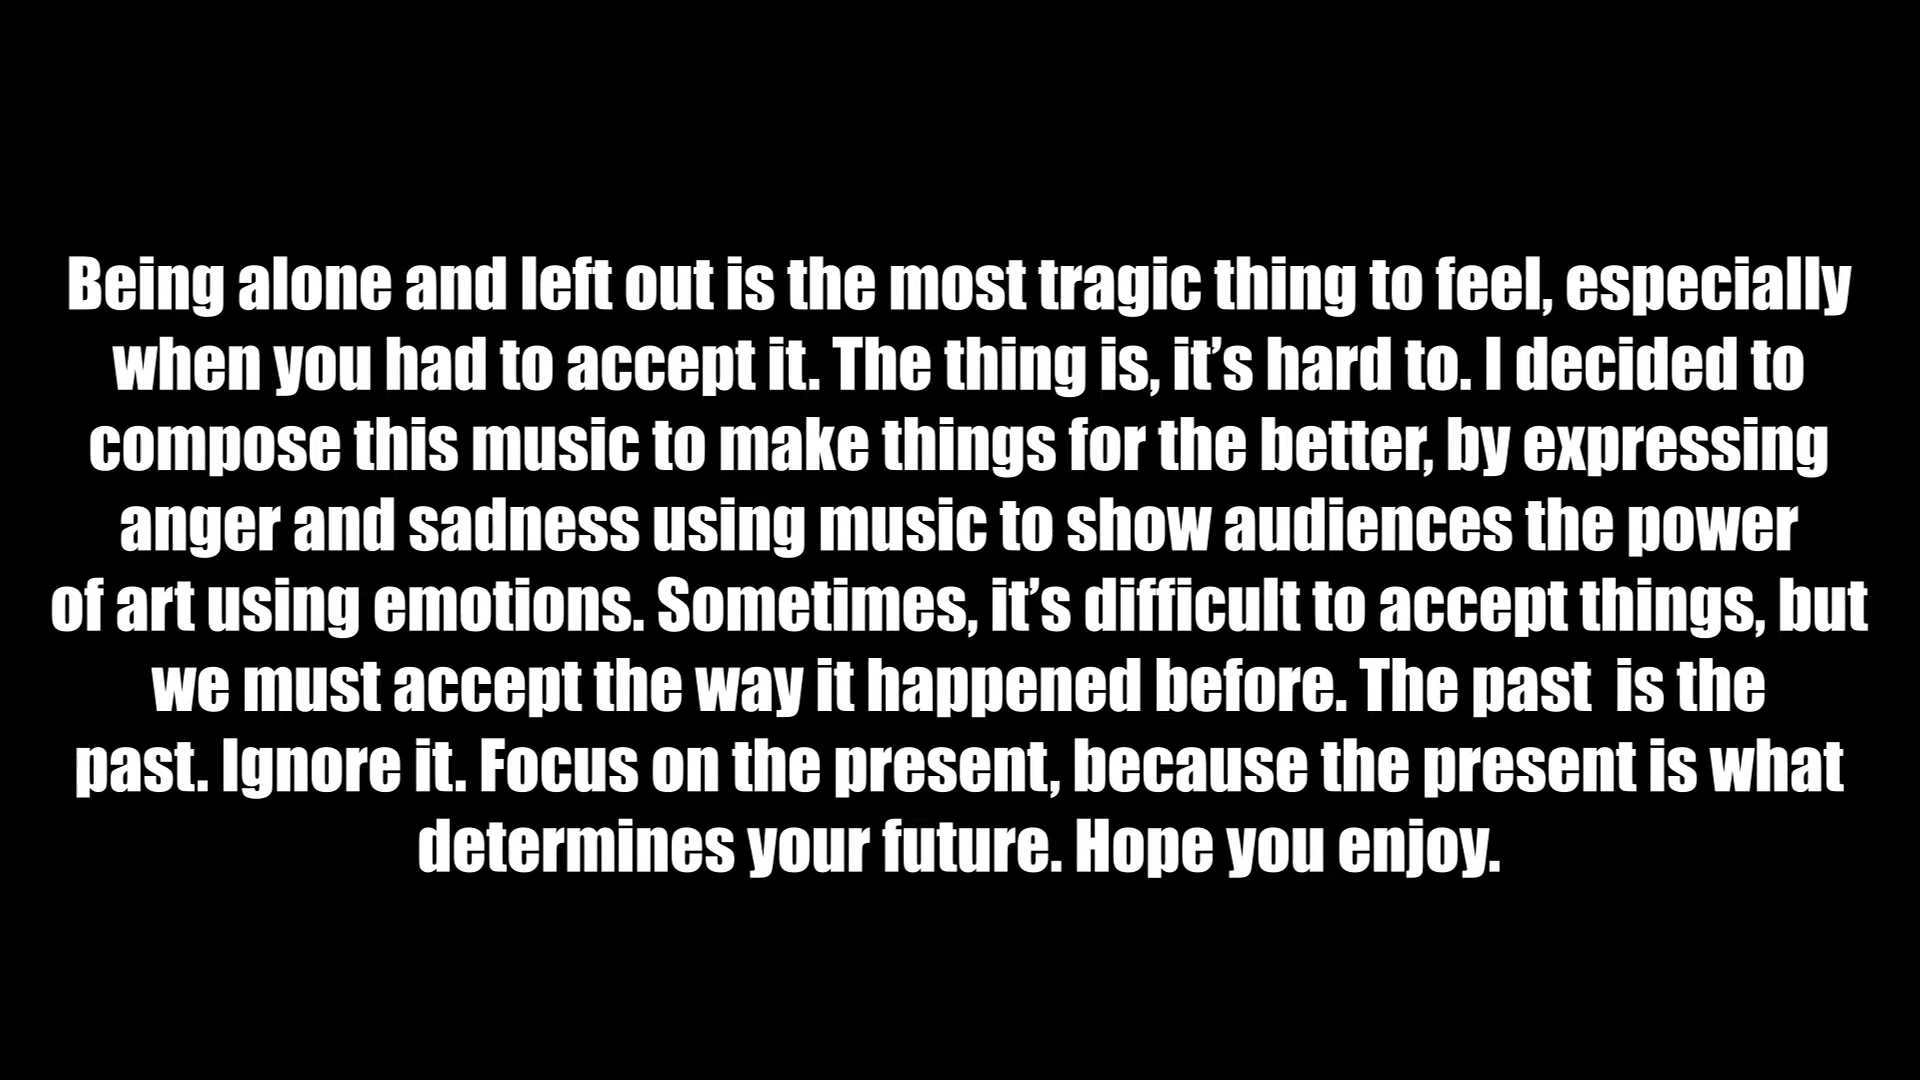 Being alone and left out is the most tragic thing to feel, especially
when you had to accept it. The thing is, it’s hard to. I decided to
compose this music to make things for the better, by expressing
anger and sadness using music to show audiences the power
of art using emotions. Sometimes, it’s difficult to accept things, but
we must accept the way it happened before. The past  is the
past. Ignore it. Focus on the present, because the present is what
determines your future. Hope you enjoy.